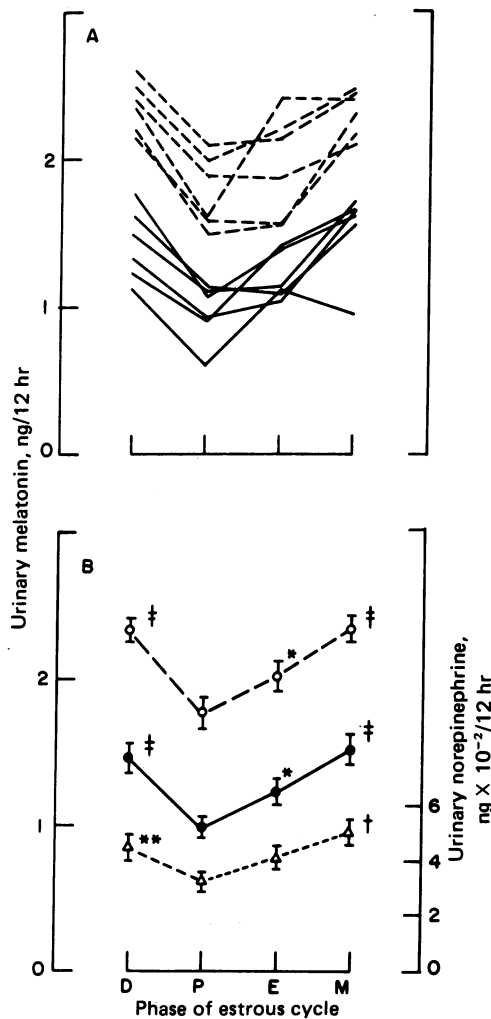 A
2
1
0
Urinary melatonin, ng/12 hr
B
‡
*
‡
2
‡
*
‡
1
**
†
0
6
4
2
0
Urinary norepinephrine,
ng X 10⁻²/12 hr
D P E M
Phase of estrous cycle